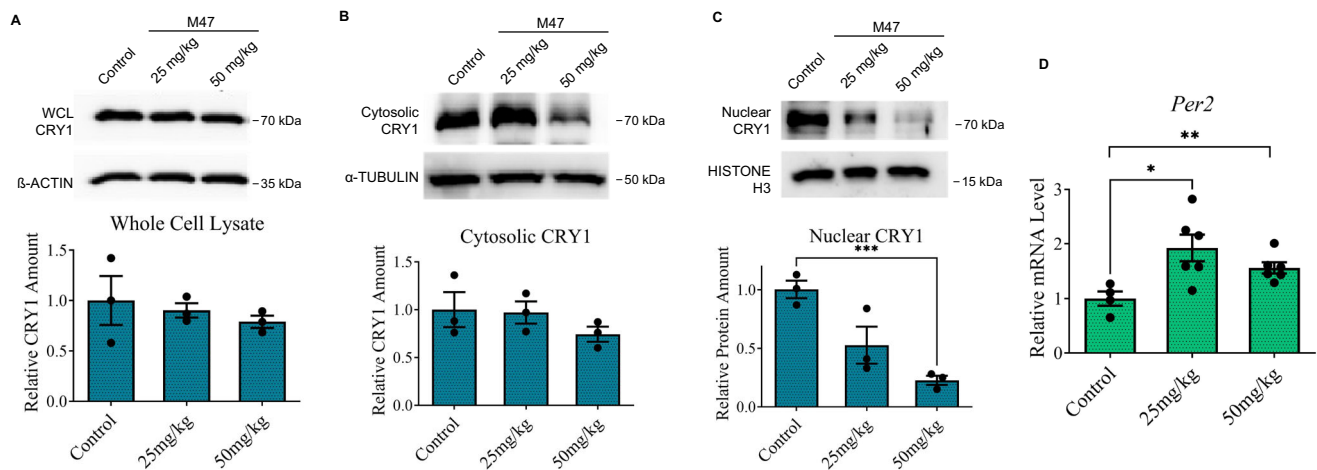 A
M47
Control
25 mg/kg
50 mg/kg
WCL
CRY1
70 kDa
ß-ACTIN
35 kDa
Whole Cell Lysate
Relative CRY1 Amount
1.5
1.0
0.5
0.0
Control
25mg/kg
50mg/kg
B
M47
Control
25 mg/kg
50 mg/kg
Cytosolic
CRY1
70 kDa
α-TUBULIN
50 kDa
Cytosolic CRY1
Relative CRY1 Amount
1.5
1.0
0.5
0.0
Control
25mg/kg
50mg/kg
C
M47
Control
25 mg/kg
50 mg/kg
Nuclear
CRY1
70 kDa
HISTONE
H3
15 kDa
Nuclear CRY1
***
Relative Protein Amount
1.0
0.5
0.0
Control
25mg/kg
50mg/kg
D
Per2
**
*
Relative mRNA Level
3
2
1
0
Control
25mg/kg
50mg/kg